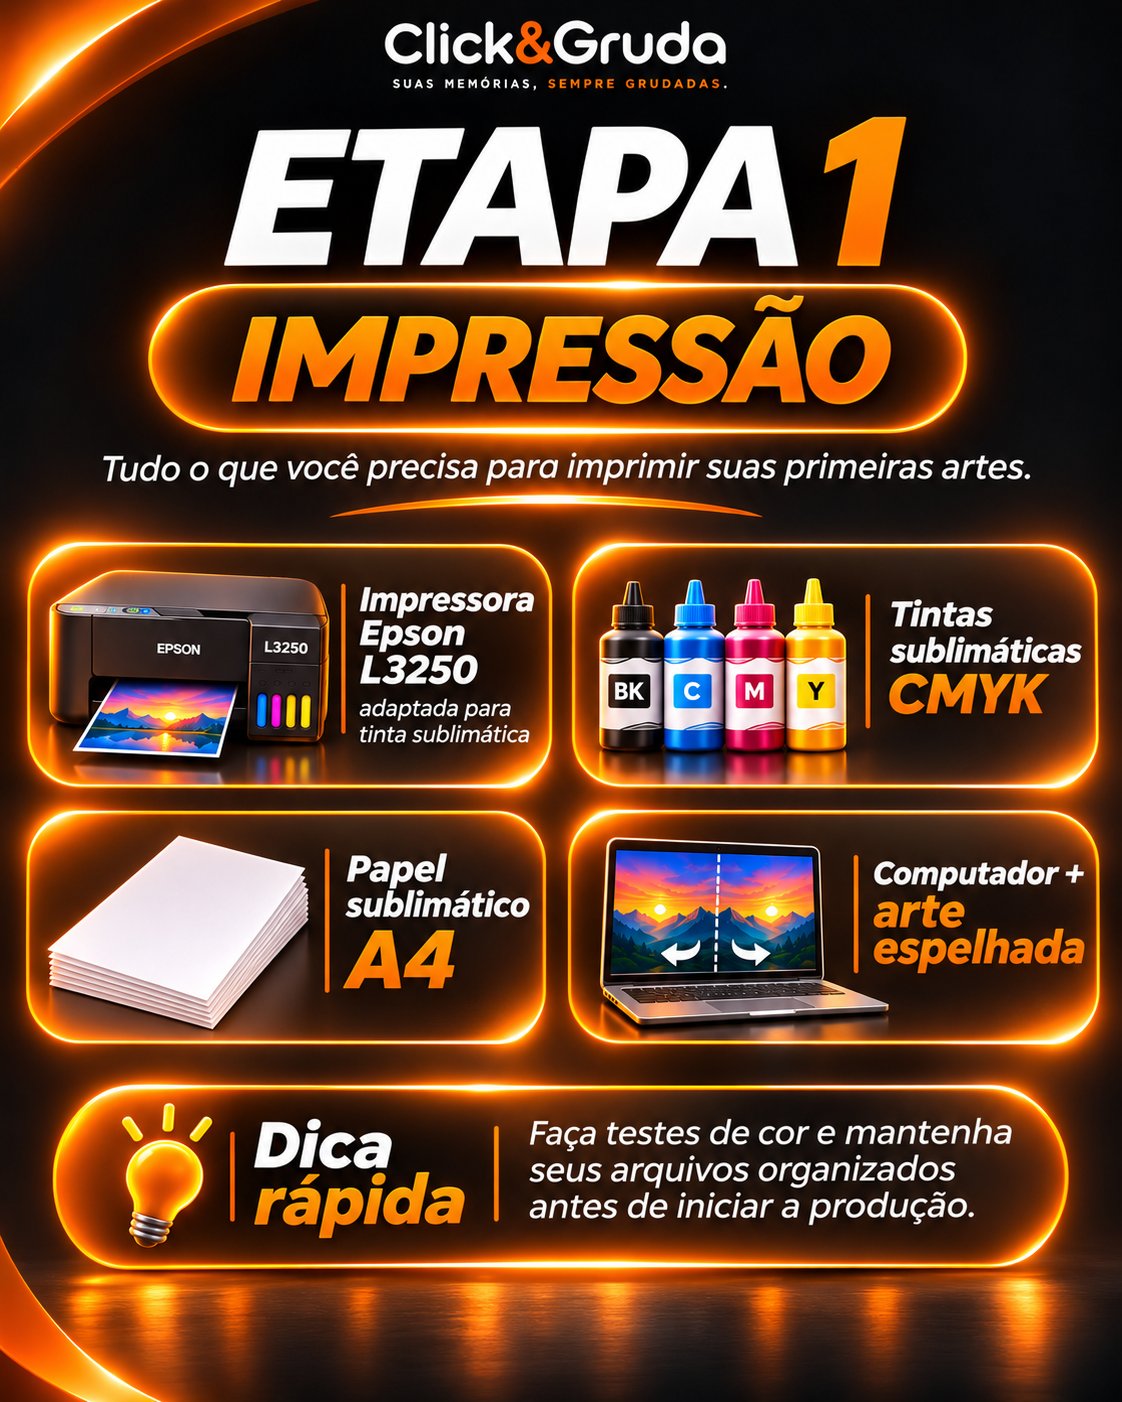 Click&Gruda
SUAS MEMÓRIAS, SEMPRE GRUDADAS.
ETAPA 1
IMPRESSÃO
Tudo o que você precisa para imprimir suas primeiras artes.
EPSON
L3250
Impressora
Epson
L3250
adaptada para
tinta sublimática
BK
C
M
Y
Tintas
sublimáticas
CMYK
Papel
sublimático
A4
Computador +
arte
espelhada
Dica
rápida
Faça testes de cor e mantenha
seus arquivos organizados
antes de iniciar a produção.